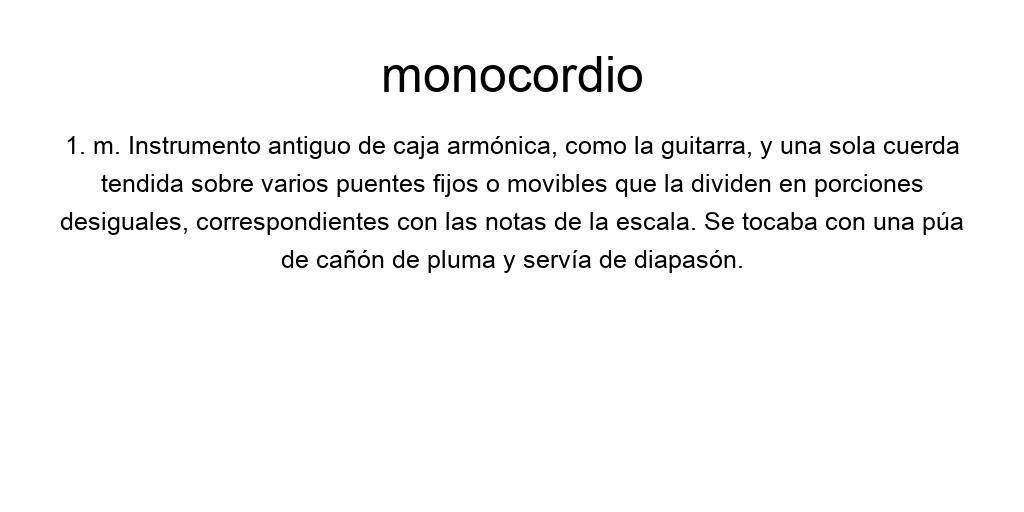 monocordio
1. m. Instrumento antiguo de caja armónica, como la guitarra, y una sola cuerda
tendida sobre varios puentes fijos o movibles que la dividen en porciones
desiguales, correspondientes con las notas de la escala. Se tocaba con una púa
de cañón de pluma y servía de diapasón.